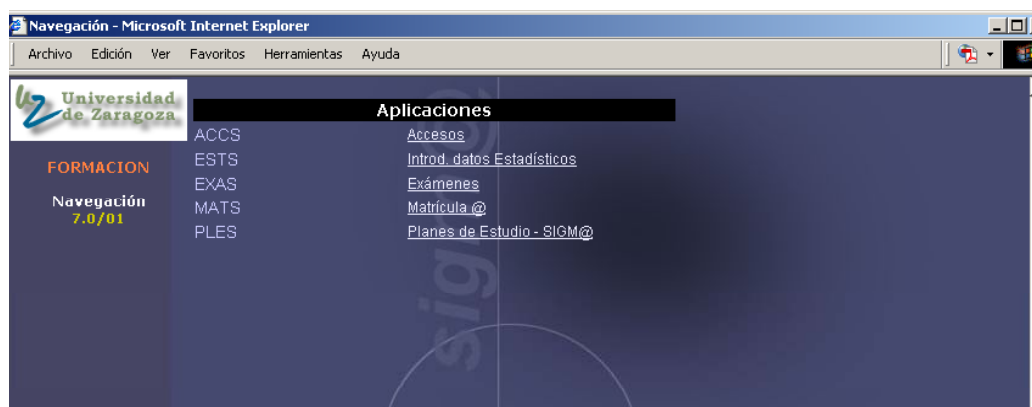 Navegación - Microsoft Internet Explorer
Archivo Edición Ver Favoritos Herramientas Ayuda
Universidad
de Zaragoza
FORMACION
Navegación
7.0/01
Aplicaciones
ACCS Accesos
ESTS Introd. datos Estadísticos
EXAS Exámenes
MATS Matrícula @
PLES Planes de Estudio - SIGM@
sigm@